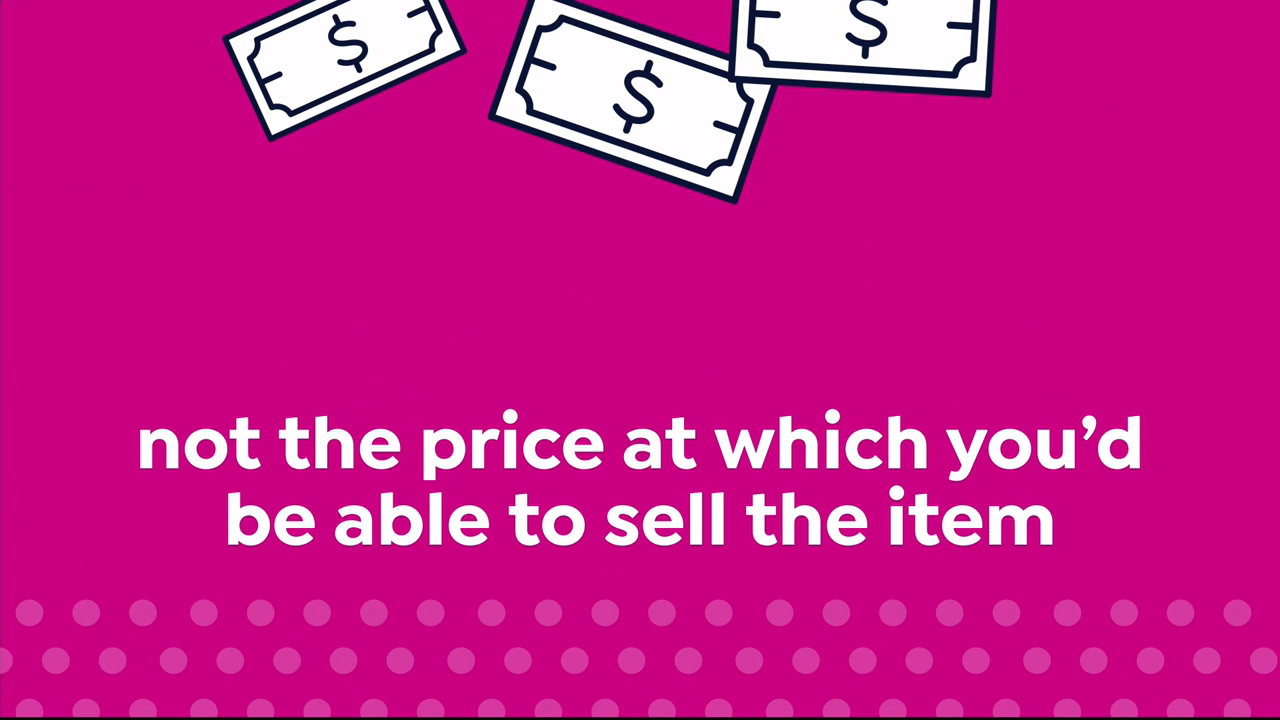 $
$
$
not the price at which you’d
be able to sell the item